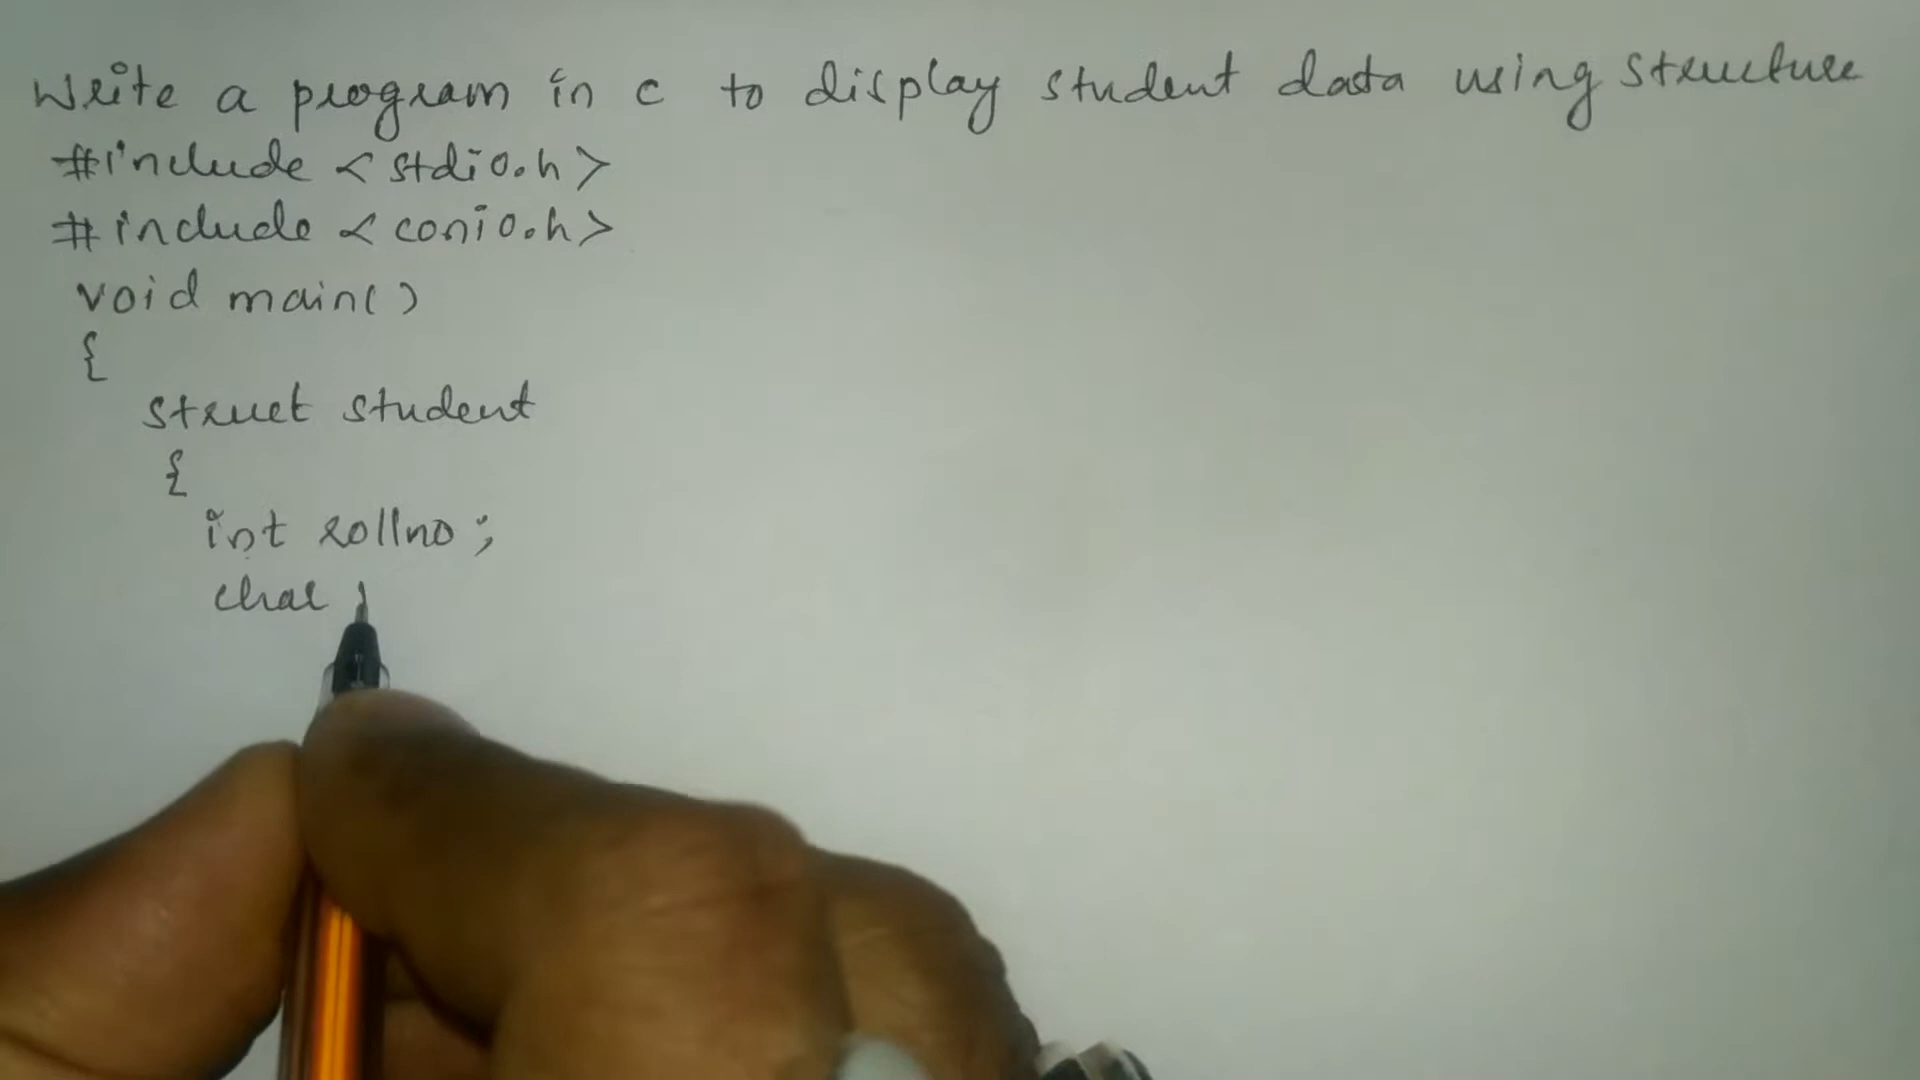 Write a program in c to display student data using structure
#include <stdio.h>
#include <conio.h>
void main()
{
struct student
{
int rollno;
char